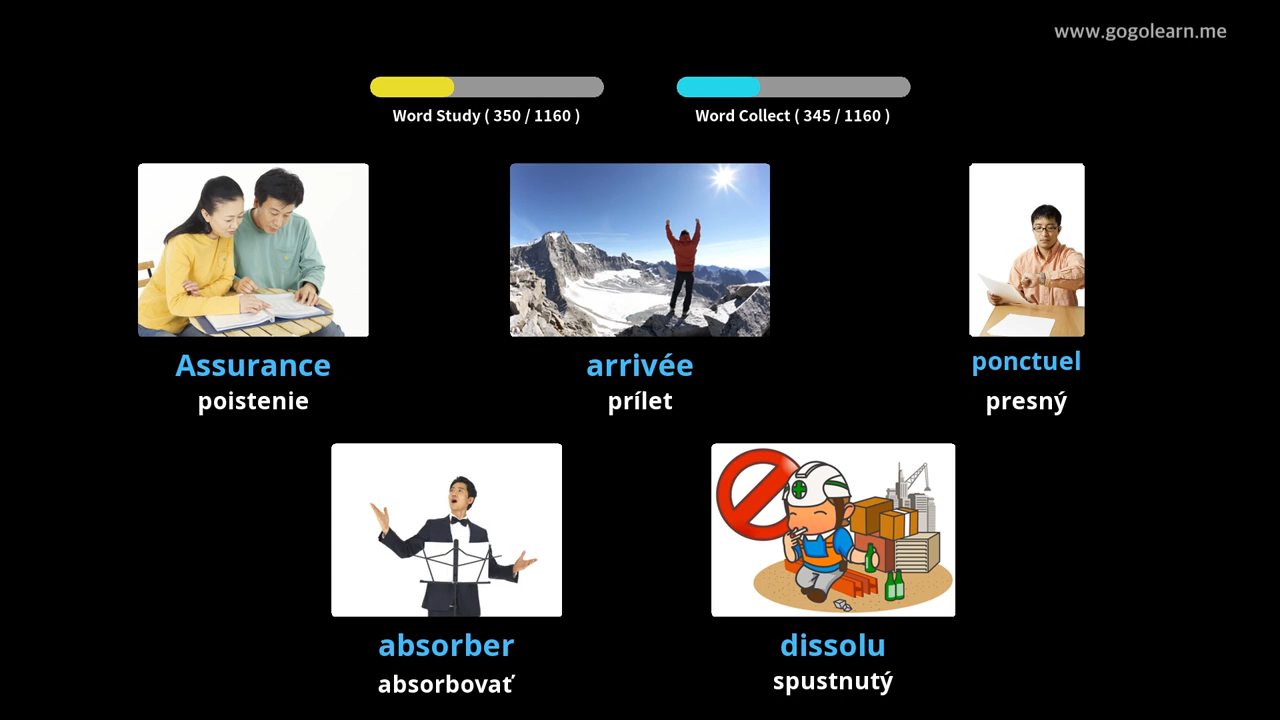 www.gogolearn.me
Word Study ( 350 / 1160 )
Word Collect ( 345 / 1160 )
Assurance
poistenie
arrivée
prílet
ponctuel
presný
absorber
absorbovať
dissolu
spustnutý